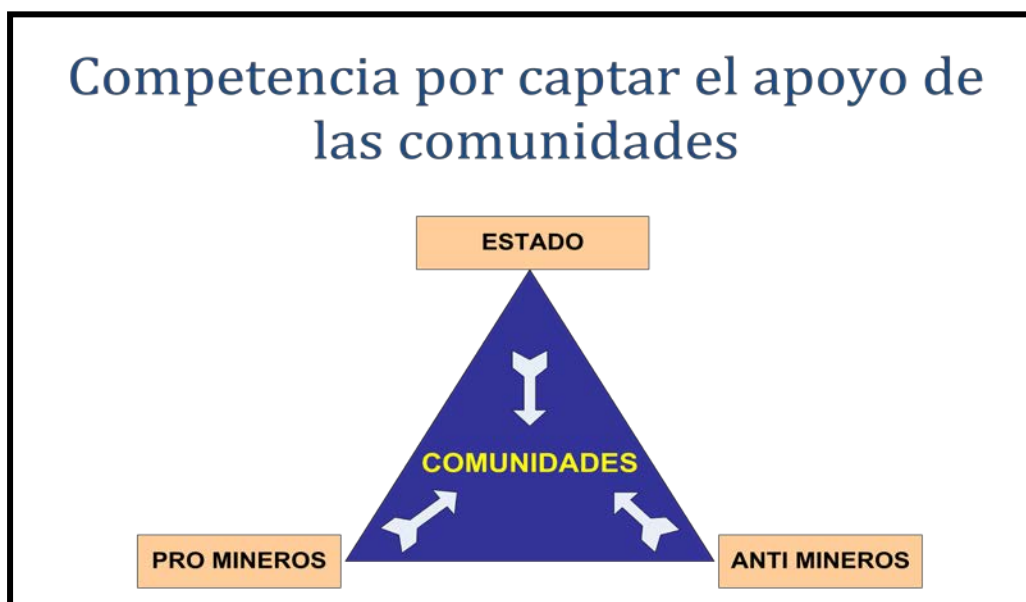 Competencia por captar el apoyo de
las comunidades
ESTADO
COMUNIDADES
PRO MINEROS
ANTI MINEROS